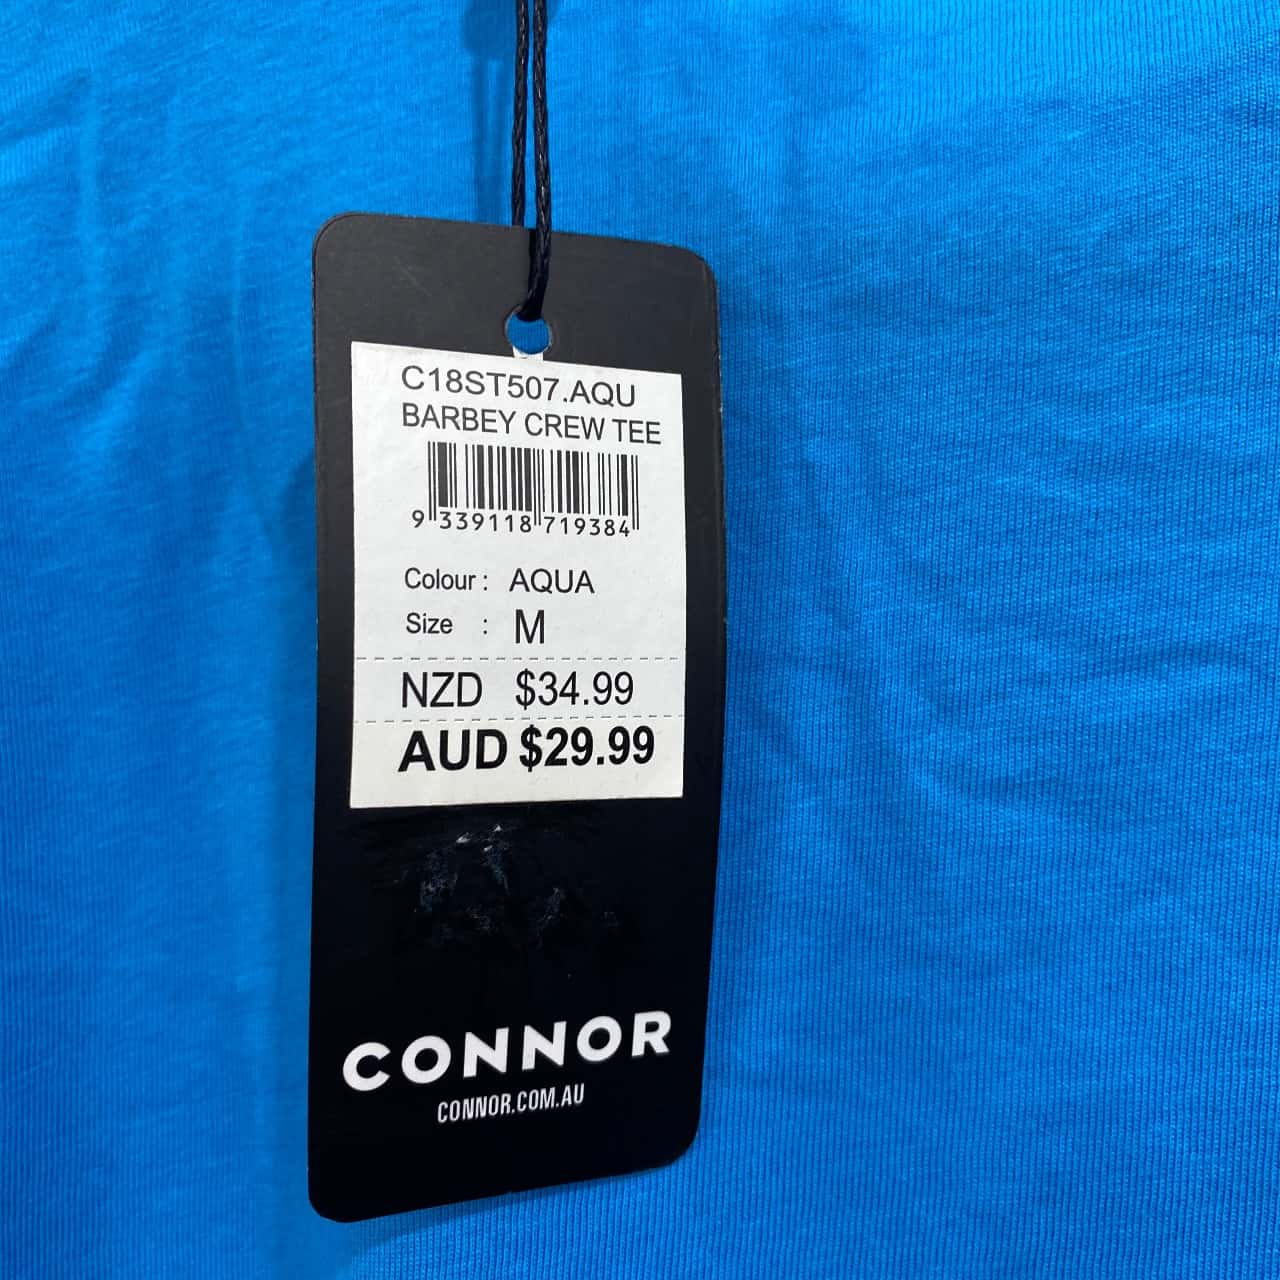 C18ST507.AQU
BARBEY CREW TEE
9 339118 719384
Colour : AQUA
Size : M
NZD $34.99
AUD $29.99
CONNOR
CONNOR.COM.AU